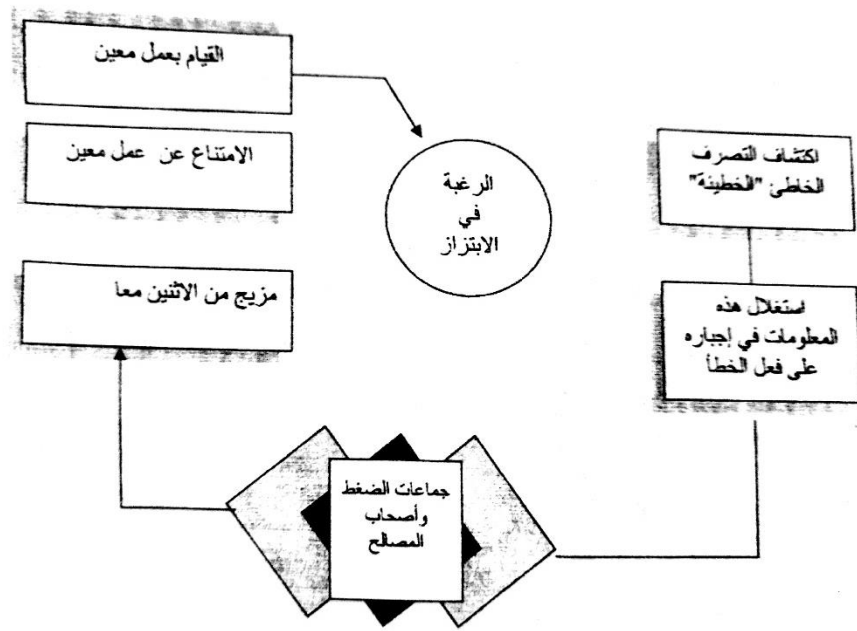 القيام بعمل معين
الامتناع عن عمل معين
مزيج من الاثنين معا
الرغبة
في
الابتزاز
اكتشاف التصرف
الخاطئ "الخطيئة"
استغلال هذه
المعلومات في إجباره
على فعل الخطأ
جماعات الضغط
وأصحاب
المصالح